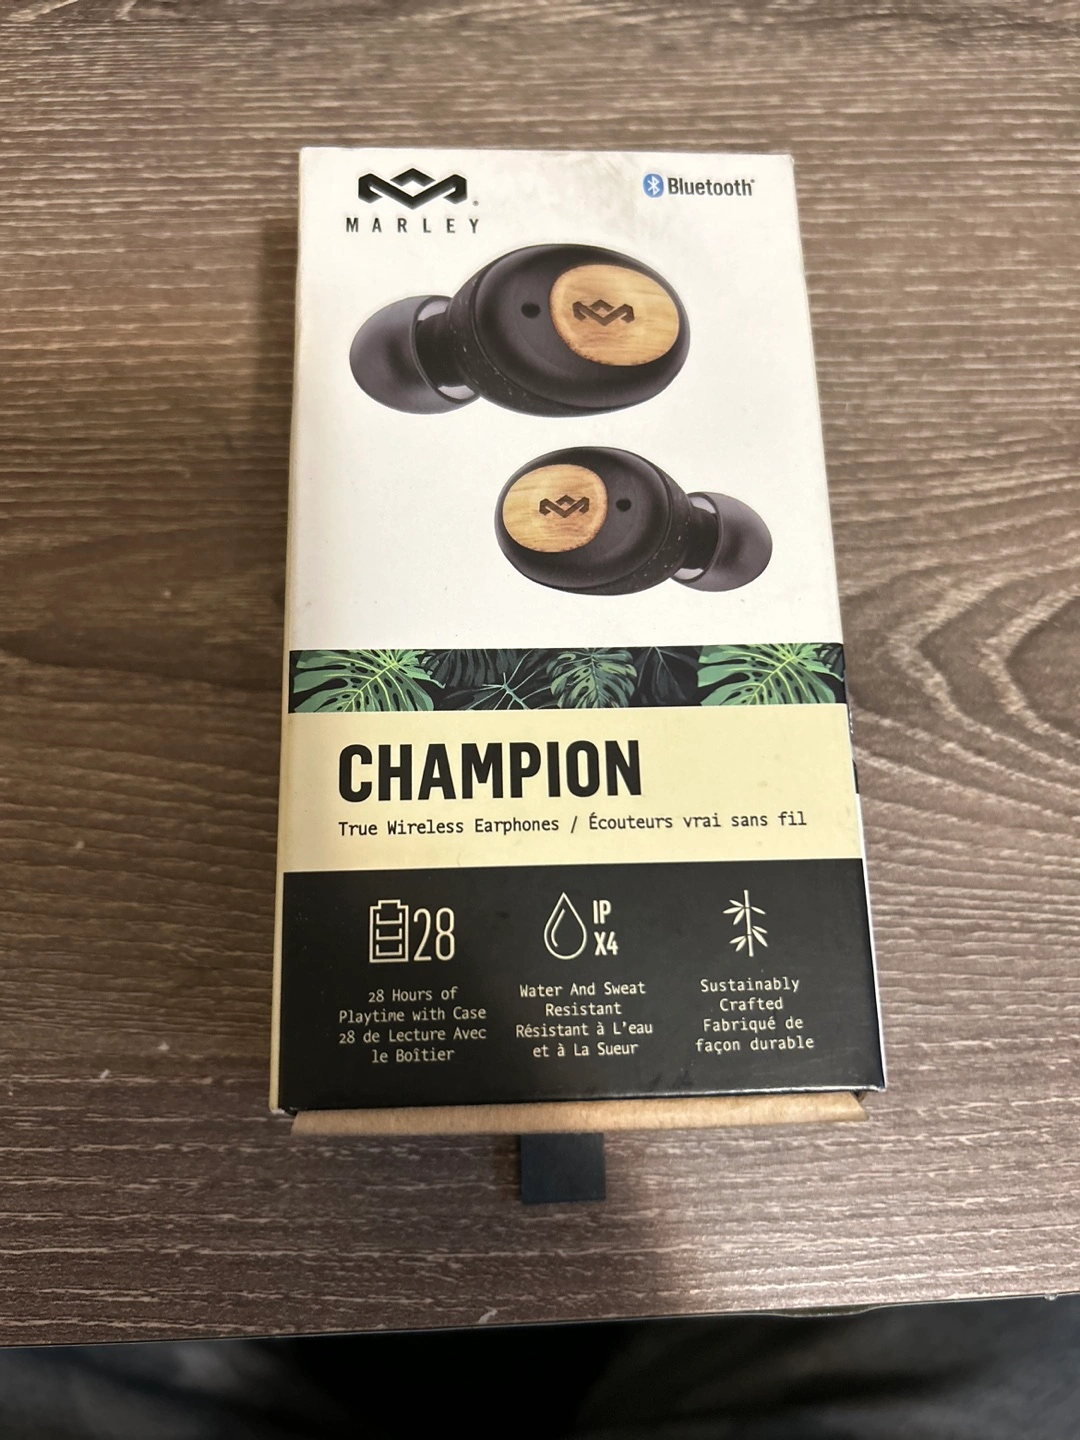 MARLEY
Bluetooth®
CHAMPION
True Wireless Earphones / Écouteurs vrai sans fil
28
28 Hours of
Playtime with Case
28 de Lecture Avec
le Boîtier
IP
X4
Water And Sweat
Resistant
Résistant à L'eau
et à La Sueur
Sustainably
Crafted
Fabriqué de
façon durable